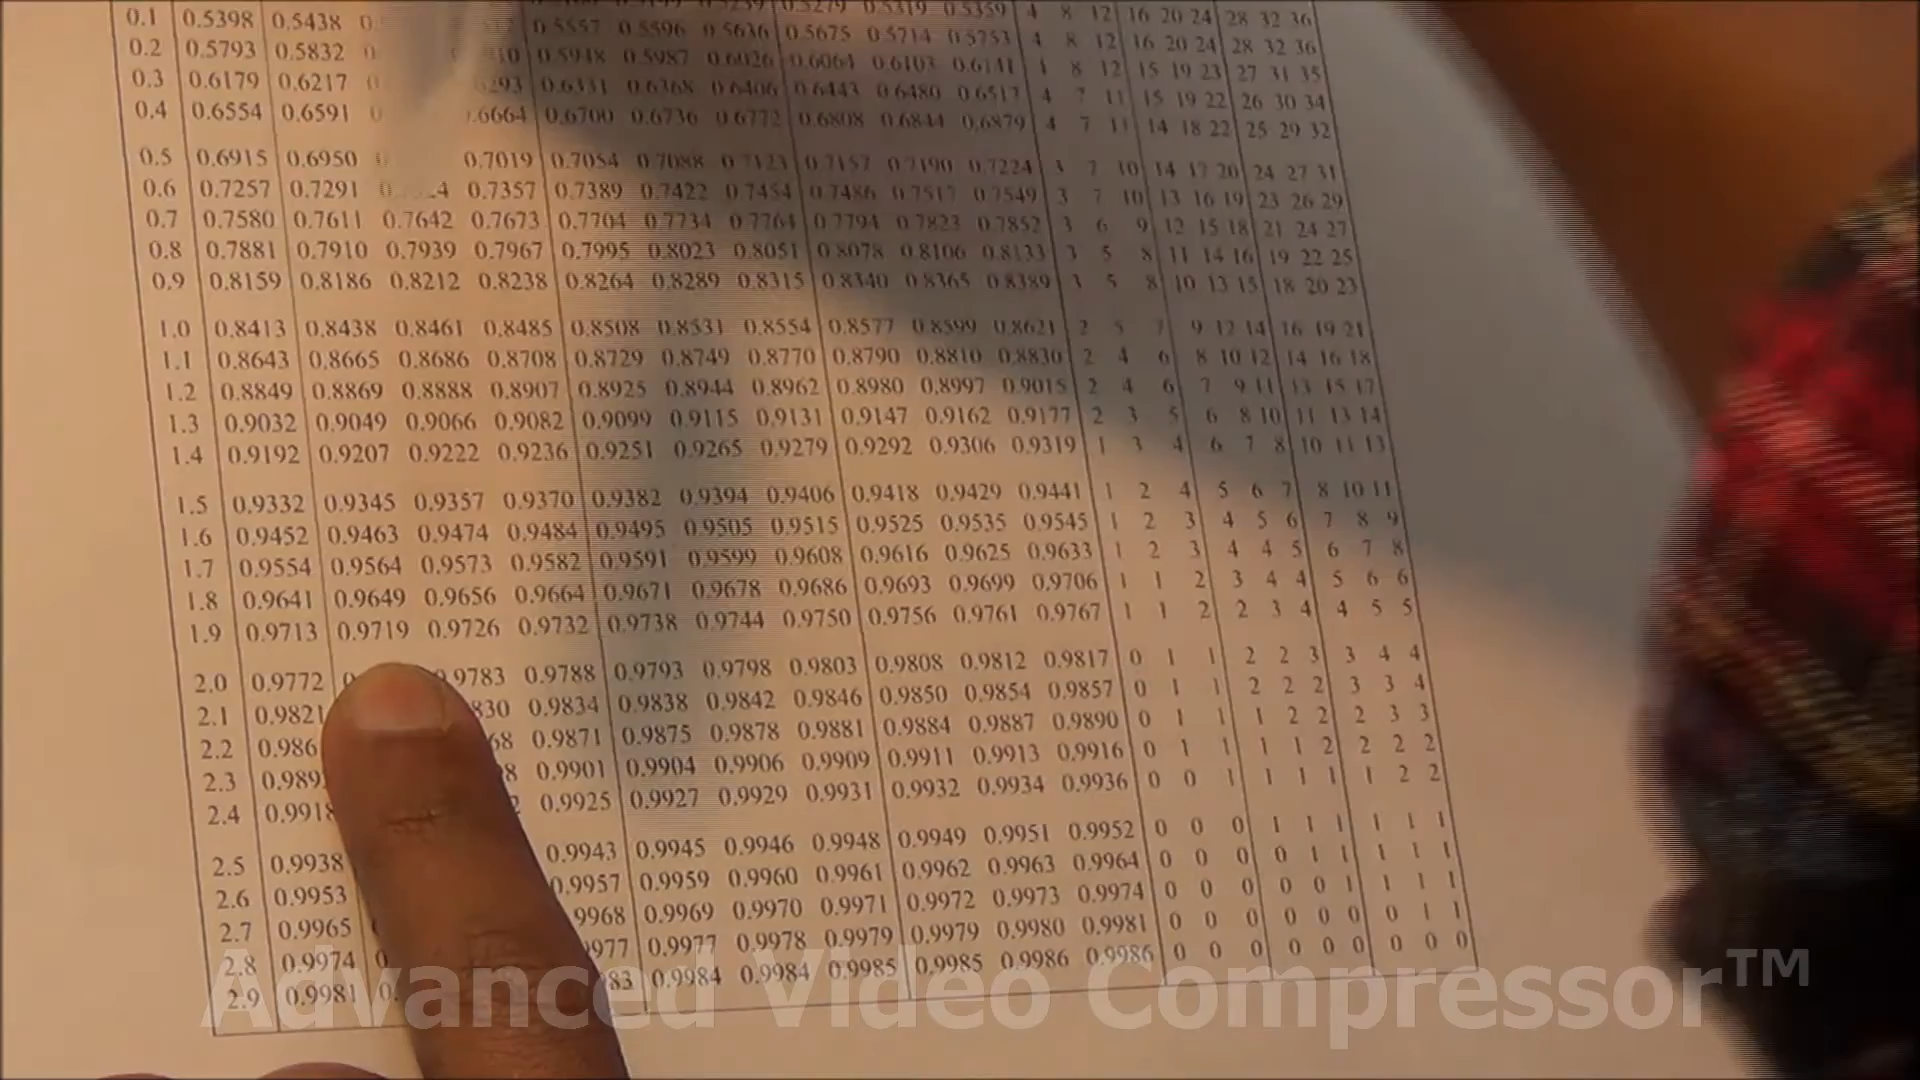 0.1 0.5398 0.5438 0.5557 0.5596 0.5636 0.5675 0.5714 0.5753 4 8 12 16 20 24 28 32 36
0.2 0.5793 0.5832 0.5948 0.5987 0.6026 0.6064 0.6103 0.6141 4 8 12 16 20 24 28 32 36
0.3 0.6179 0.6217 0.6331 0.6368 0.6406 0.6443 0.6480 0.6517 4 8 12 15 19 23 27 31 35
0.4 0.6554 0.6591 0.6664 0.6700 0.6736 0.6772 0.6808 0.6844 0.6879 4 7 11 15 19 22 26 30 34
0.5 0.6915 0.6950 0.7019 0.7054 0.7088 0.7123 0.7157 0.7190 0.7224 3 7 10 14 17 20 24 27 31
0.6 0.7257 0.7291 0.7357 0.7389 0.7422 0.7454 0.7486 0.7517 0.7549 3 7 10 13 16 19 23 26 29
0.7 0.7580 0.7611 0.7642 0.7673 0.7704 0.7734 0.7764 0.7794 0.7823 0.7852 3 6 9 12 15 18 21 24 27
0.8 0.7881 0.7910 0.7939 0.7967 0.7995 0.8023 0.8051 0.8078 0.8106 0.8133 3 5 8 11 14 16 19 22 25
0.9 0.8159 0.8186 0.8212 0.8238 0.8264 0.8289 0.8315 0.8340 0.8365 0.8389 3 5 8 10 13 15 18 20 23
1.0 0.8413 0.8438 0.8461 0.8485 0.8508 0.8531 0.8554 0.8577 0.8599 0.8621 2 5 7 9 12 14 16 19 21
1.1 0.8643 0.8665 0.8686 0.8708 0.8729 0.8749 0.8770 0.8790 0.8810 0.8830 2 4 6 8 10 12 14 16 18
1.2 0.8849 0.8869 0.8888 0.8907 0.8925 0.8944 0.8962 0.8980 0.8997 0.9015 2 4 6 7 9 11 13 15 17
1.3 0.9032 0.9049 0.9066 0.9082 0.9099 0.9115 0.9131 0.9147 0.9162 0.9177 2 3 5 6 8 10 11 13 14
1.4 0.9192 0.9207 0.9222 0.9236 0.9251 0.9265 0.9279 0.9292 0.9306 0.9319 1 3 4 6 7 8 10 11 13
1.5 0.9332 0.9345 0.9357 0.9370 0.9382 0.9394 0.9406 0.9418 0.9429 0.9441 1 2 4 5 6 7 8 10 11
1.6 0.9452 0.9463 0.9474 0.9484 0.9495 0.9505 0.9515 0.9525 0.9535 0.9545 1 2 3 4 5 6 7 8 9
1.7 0.9554 0.9564 0.9573 0.9582 0.9591 0.9599 0.9608 0.9616 0.9625 0.9633 1 2 3 4 4 5 6 7 8
1.8 0.9641 0.9649 0.9656 0.9664 0.9671 0.9678 0.9686 0.9693 0.9699 0.9706 1 1 2 3 4 4 5 6 6
1.9 0.9713 0.9719 0.9726 0.9732 0.9738 0.9744 0.9750 0.9756 0.9761 0.9767 1 1 2 2 3 4 4 5 5
2.0 0.9772 0.9783 0.9788 0.9793 0.9798 0.9803 0.9808 0.9812 0.9817 0 1 1 2 2 3 3 4 4
2.1 0.9821 0.9834 0.9838 0.9842 0.9846 0.9850 0.9854 0.9857 0 1 1 2 2 2 3 3 4
2.2 0.9871 0.9875 0.9878 0.9881 0.9884 0.9887 0.9890 0 1 1 1 2 2 2 3 3
2.3 0.9901 0.9904 0.9906 0.9909 0.9911 0.9913 0.9916 0 1 1 1 1 2 2 2 2
2.4 0.9918 0.9925 0.9927 0.9929 0.9931 0.9932 0.9934 0.9936 0 0 1 1 1 1 1 2 2
2.5 0.9938 0.9943 0.9945 0.9946 0.9948 0.9949 0.9951 0.9952 0 0 0 1 1 1 1 1 1
2.6 0.9953 0.9957 0.9959 0.9960 0.9961 0.9962 0.9963 0.9964 0 0 0 0 1 1 1 1 1
2.7 0.9965 0.9969 0.9970 0.9971 0.9972 0.9973 0.9974 0 0 0 0 0 1 1 1 1
2.8 0.9974 0.9977 0.9978 0.9979 0.9979 0.9980 0.9981 0 0 0 0 0 0 0 1 1
2.9 0.9981 0.9984 0.9984 0.9985 0.9985 0.9986 0.9986 0 0 0 0 0 0 0 0 0
Advanced Video Compressor™